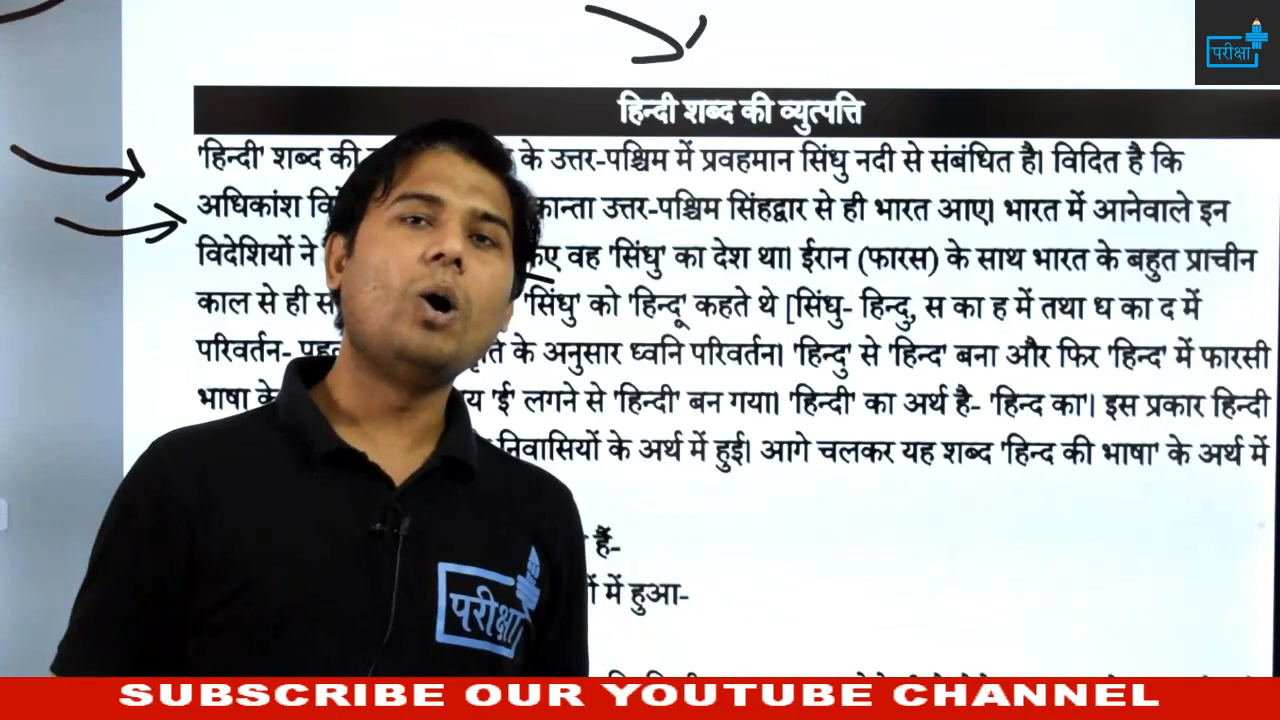 परीक्षा
हिन्दी शब्द की व्युत्पत्ति
'हिन्दी' शब्द की के उत्तर-पश्चिम में प्रवहमान सिंधु नदी से संबंधित है। विदित है कि
अधिकांश उत्तर-पश्चिम सिंहद्वार से ही भारत आए। भारत में आनेवाले इन
विदेशियों ने वह 'सिंधु' का देश था। ईरान (फारस) के साथ भारत के बहुत प्राचीन
काल से ही 'सिंधु' को 'हिन्दू' कहते थे [सिंधु- हिन्दु, स का ह में तथा ध का द में
परिवर्तन- के अनुसार ध्वनि परिवर्तन। 'हिन्दु' से 'हिन्द' बना और फिर 'हिन्द' में फारसी
भाषा के 'ई' लगने से 'हिन्दी' बन गया। 'हिन्दी' का अर्थ है- 'हिन्द का'। इस प्रकार हिन्दी
निवासियों के अर्थ में हुई। आगे चलकर यह शब्द 'हिन्द की भाषा' के अर्थ में
हैं-
में हुआ-
परीक्षा
SUBSCRIBE OUR YOUTUBE CHANNEL